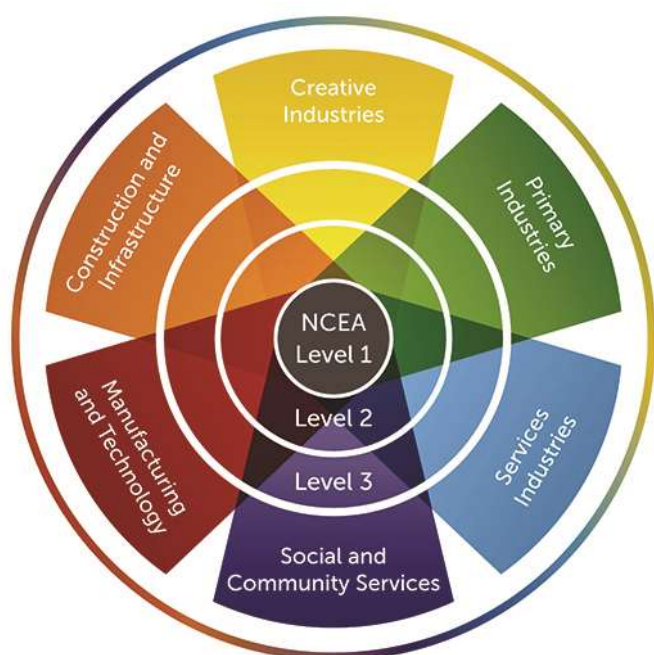 Creative
Industries
Primary
Industries
Services
Industries
Social and
Community Services
Manufacturing
and Technology
Construction and
Infrastructure
NCEA
Level 1
Level 2
Level 3